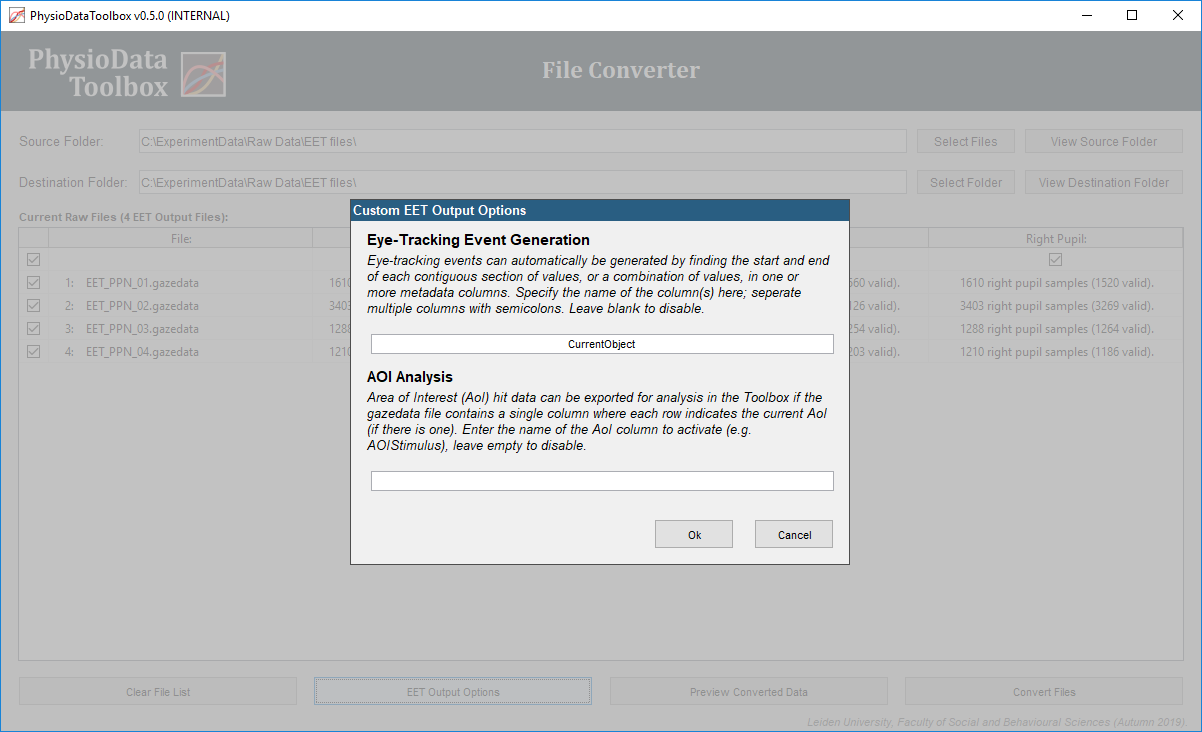 PhysioDataToolbox v0.5.0 (INTERNAL)
PhysioData
Toolbox
File Converter
Source Folder:
C:\ExperimentData\Raw Data\EET files\
Select Files
View Source Folder
Destination Folder:
C:\ExperimentData\Raw Data\EET files\
Select Folder
View Destination Folder
Current Raw Files (4 EET Output Files):
File:
Right Pupil:
1: EET_PPN_01.gazedata 1610 560 valid). 1610 right pupil samples (1520 valid).
2: EET_PPN_02.gazedata 3403 126 valid). 3403 right pupil samples (3269 valid).
3: EET_PPN_03.gazedata 1288 254 valid). 1288 right pupil samples (1264 valid).
4: EET_PPN_04.gazedata 1210 203 valid). 1210 right pupil samples (1186 valid).
Custom EET Output Options
Eye-Tracking Event Generation
Eye-tracking events can automatically be generated by finding the start and end
of each contiguous section of values, or a combination of values, in one or
more metadata columns. Specify the name of the column(s) here; seperate
multiple columns with semicolons. Leave blank to disable.
CurrentObject
AOI Analysis
Area of Interest (AoI) hit data can be exported for analysis in the Toolbox if the
gazedata file contains a single column where each row indicates the current AoI
(if there is one). Enter the name of the AoI column to activate (e.g.
AOIStimulus), leave empty to disable.
Ok
Cancel
Clear File List
EET Output Options
Preview Converted Data
Convert Files
Leiden University, Faculty of Social and Behavioural Sciences (Autumn 2019).